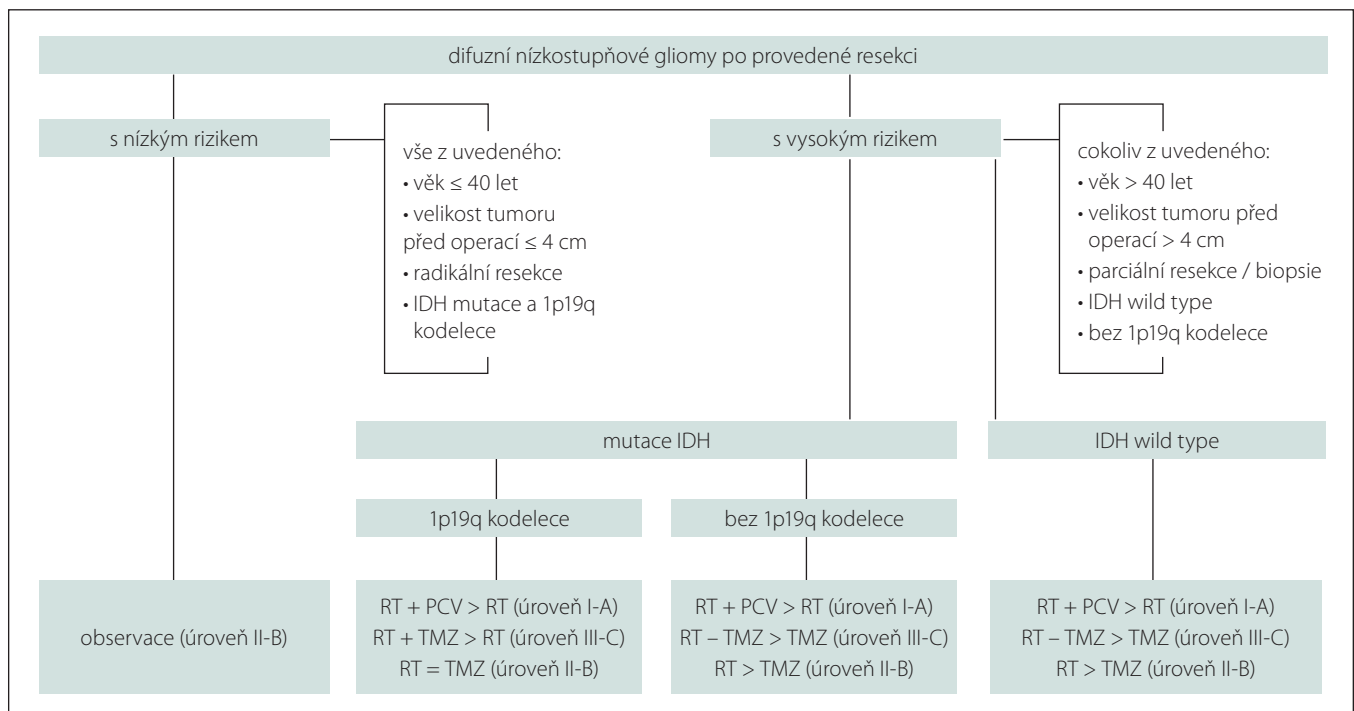 difuzní nízkostupňové gliomy po provedené resekci
s nízkým rizikem
vše z uvedeného:
• věk ≤ 40 let
• velikost tumoru
před operací ≤ 4 cm
• radikální resekce
• IDH mutace a 1p19q
kodelece
s vysokým rizikem
cokoliv z uvedeného:
• věk > 40 let
• velikost tumoru před
operací > 4 cm
• parciální resekce / biopsie
• IDH wild type
• bez 1p19q kodelece
mutace IDH
IDH wild type
1p19q kodelece
bez 1p19q kodelece
observace (úroveň II-B)
RT + PCV > RT (úroveň I-A)
RT + TMZ > RT (úroveň III-C)
RT = TMZ (úroveň II-B)
RT + PCV > RT (úroveň I-A)
RT – TMZ > TMZ (úroveň III-C)
RT > TMZ (úroveň II-B)
RT + PCV > RT (úroveň I-A)
RT – TMZ > TMZ (úroveň III-C)
RT > TMZ (úroveň II-B)